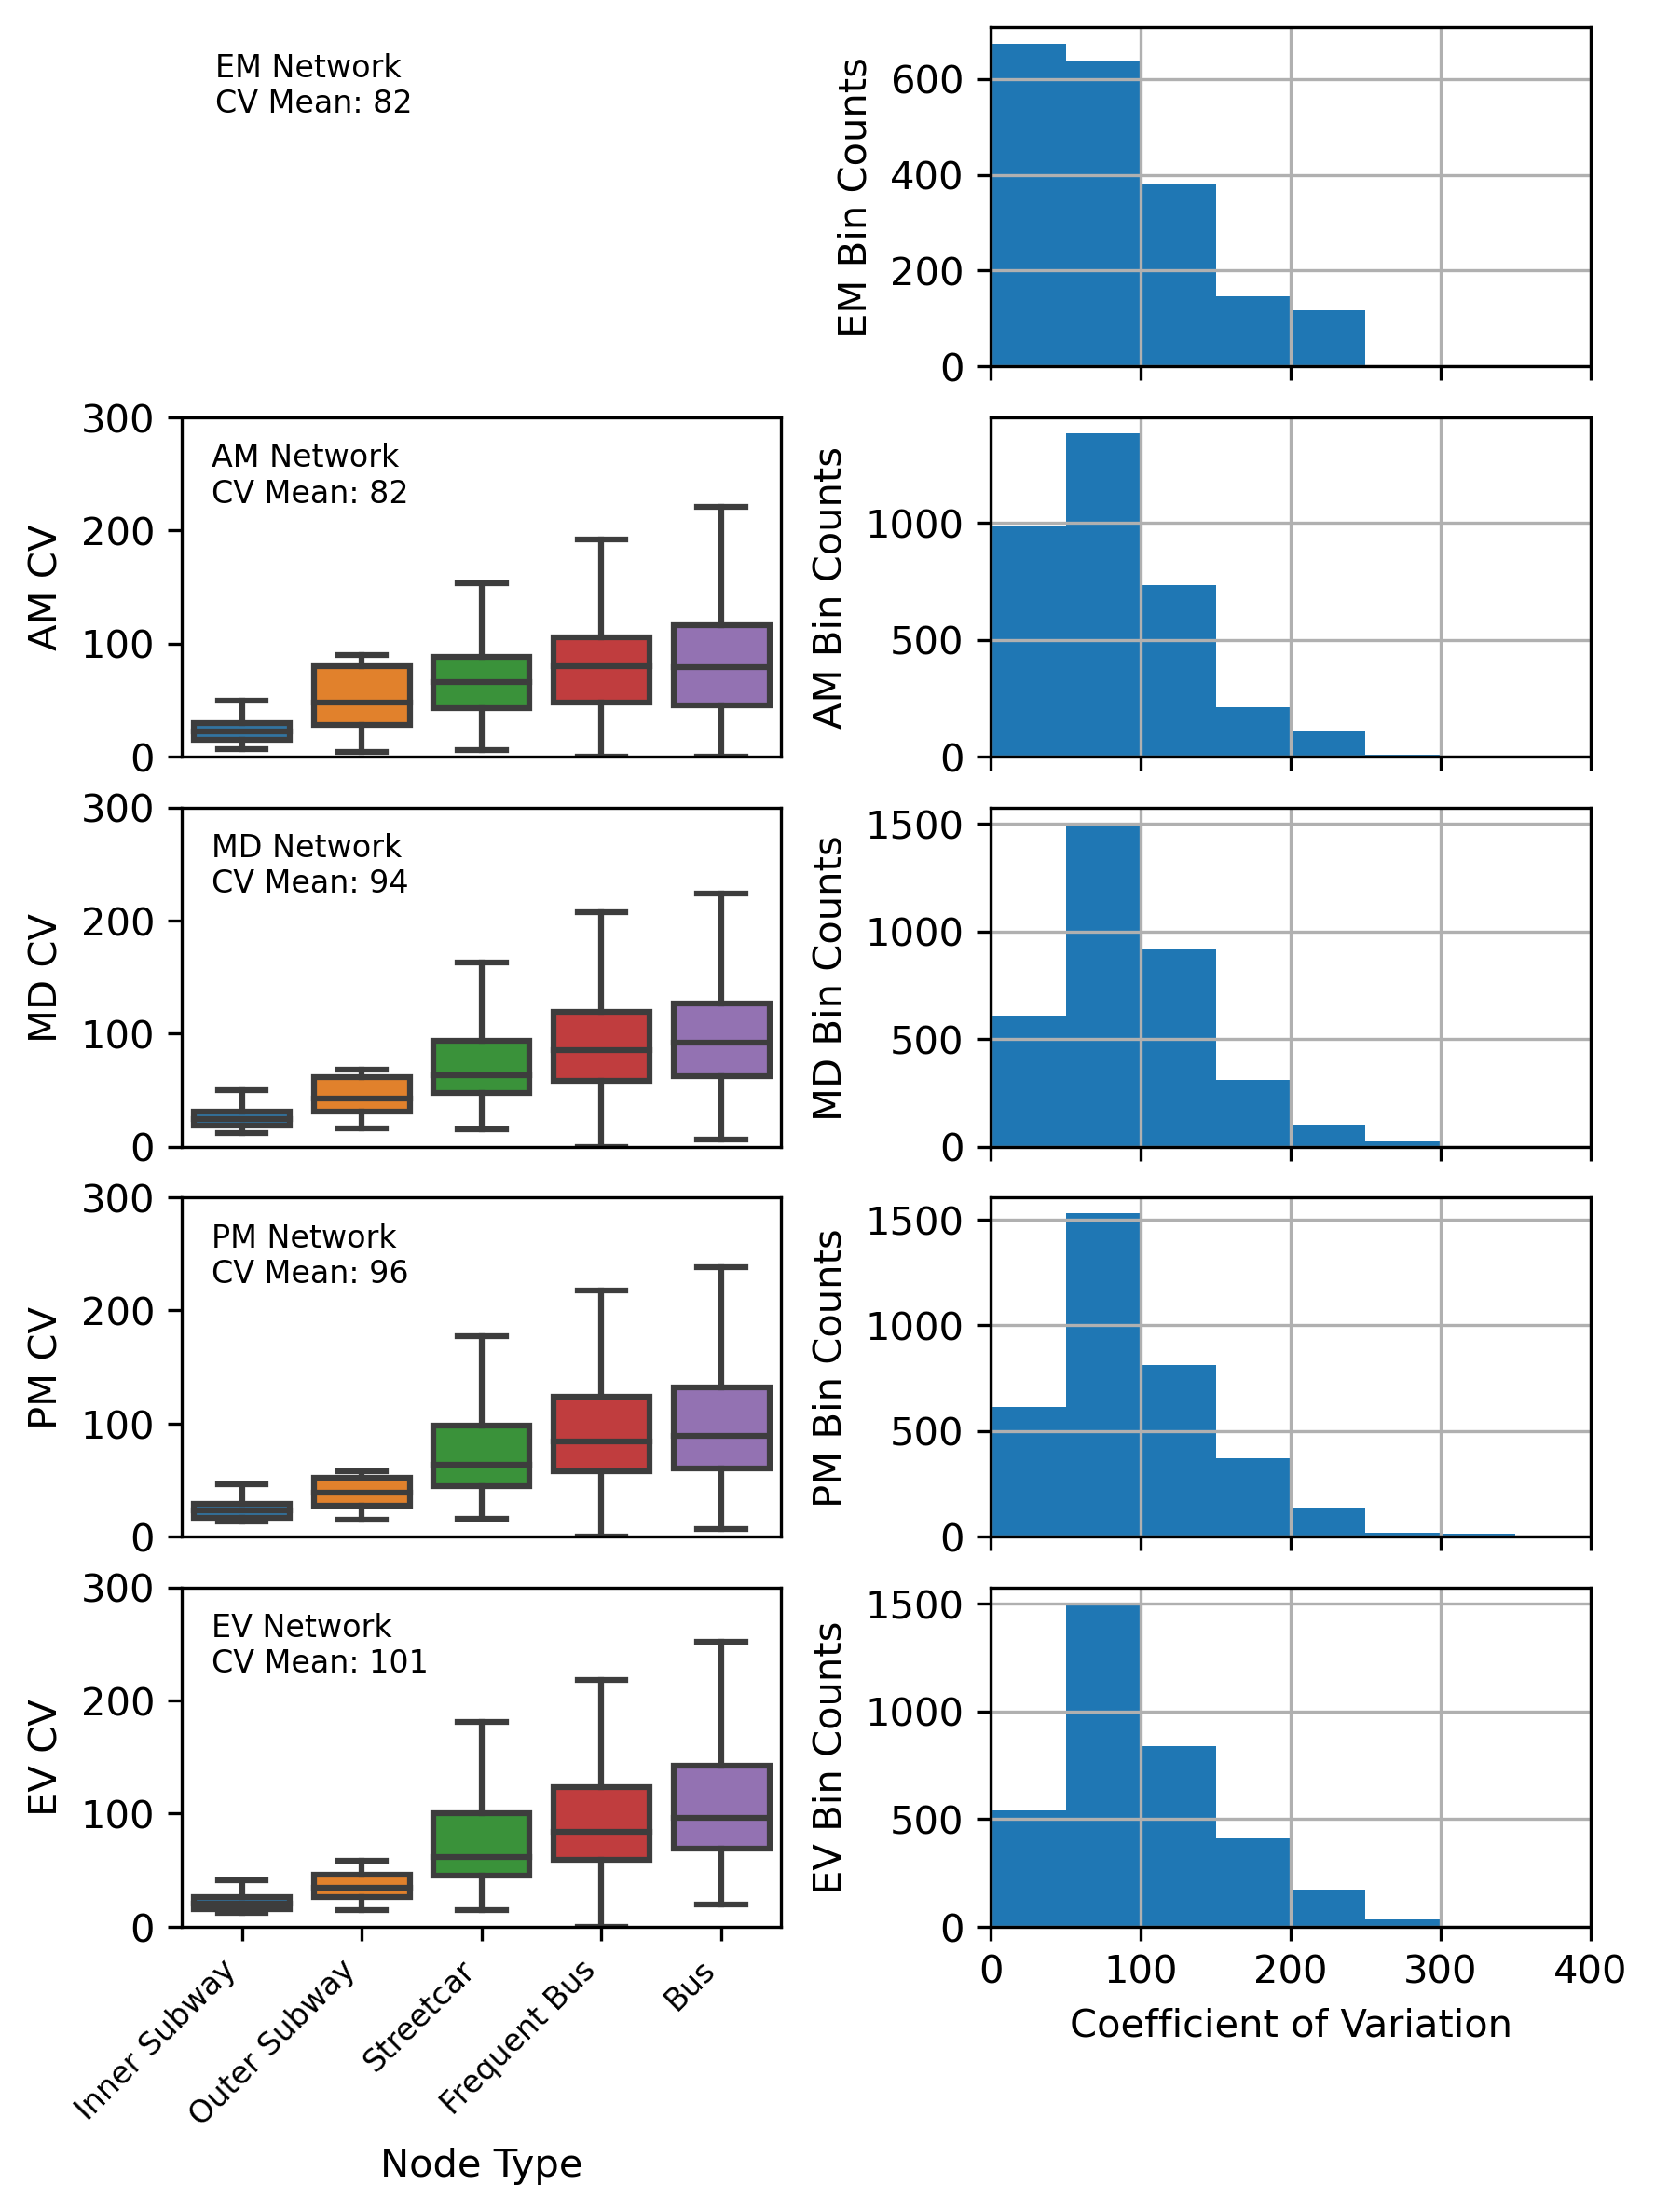 EM Network
CV Mean: 82
EM Bin Counts
600
400
200
0
AM CV
300
200
100
0
AM Network
CV Mean: 82
AM Bin Counts
1000
500
0
MD CV
300
200
100
0
MD Network
CV Mean: 94
MD Bin Counts
1500
1000
500
0
PM CV
300
200
100
0
PM Network
CV Mean: 96
PM Bin Counts
1500
1000
500
0
EV CV
300
200
100
0
EV Network
CV Mean: 101
Inner Subway
Outer Subway
Streetcar
Frequent Bus
Bus
Node Type
EV Bin Counts
1500
1000
500
0
0 100 200 300 400
Coefficient of Variation